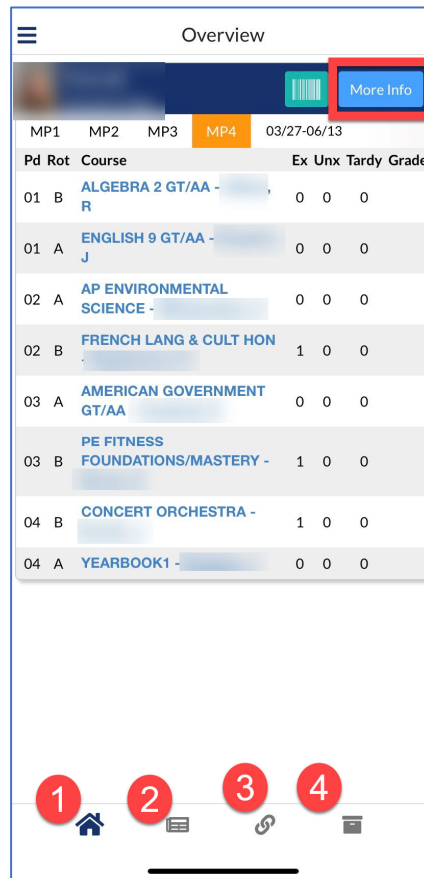 Overview
More Info
MP1 MP2 MP3 MP4 03/27-06/13
Pd Rot Course Ex Unx Tardy Grade
01 B ALGEBRA 2 GT/AA - , R 0 0 0
01 A ENGLISH 9 GT/AA - J 0 0 0
02 A AP ENVIRONMENTAL
SCIENCE - 0 0 0
02 B FRENCH LANG & CULT HON
- 1 0 0
03 A AMERICAN GOVERNMENT
GT/AA 0 0 0
03 B PE FITNESS
FOUNDATIONS/MASTERY - 1 0 0
04 B CONCERT ORCHESTRA - 1 0 0
04 A YEARBOOK1 - 0 0 0
1 2 3 4